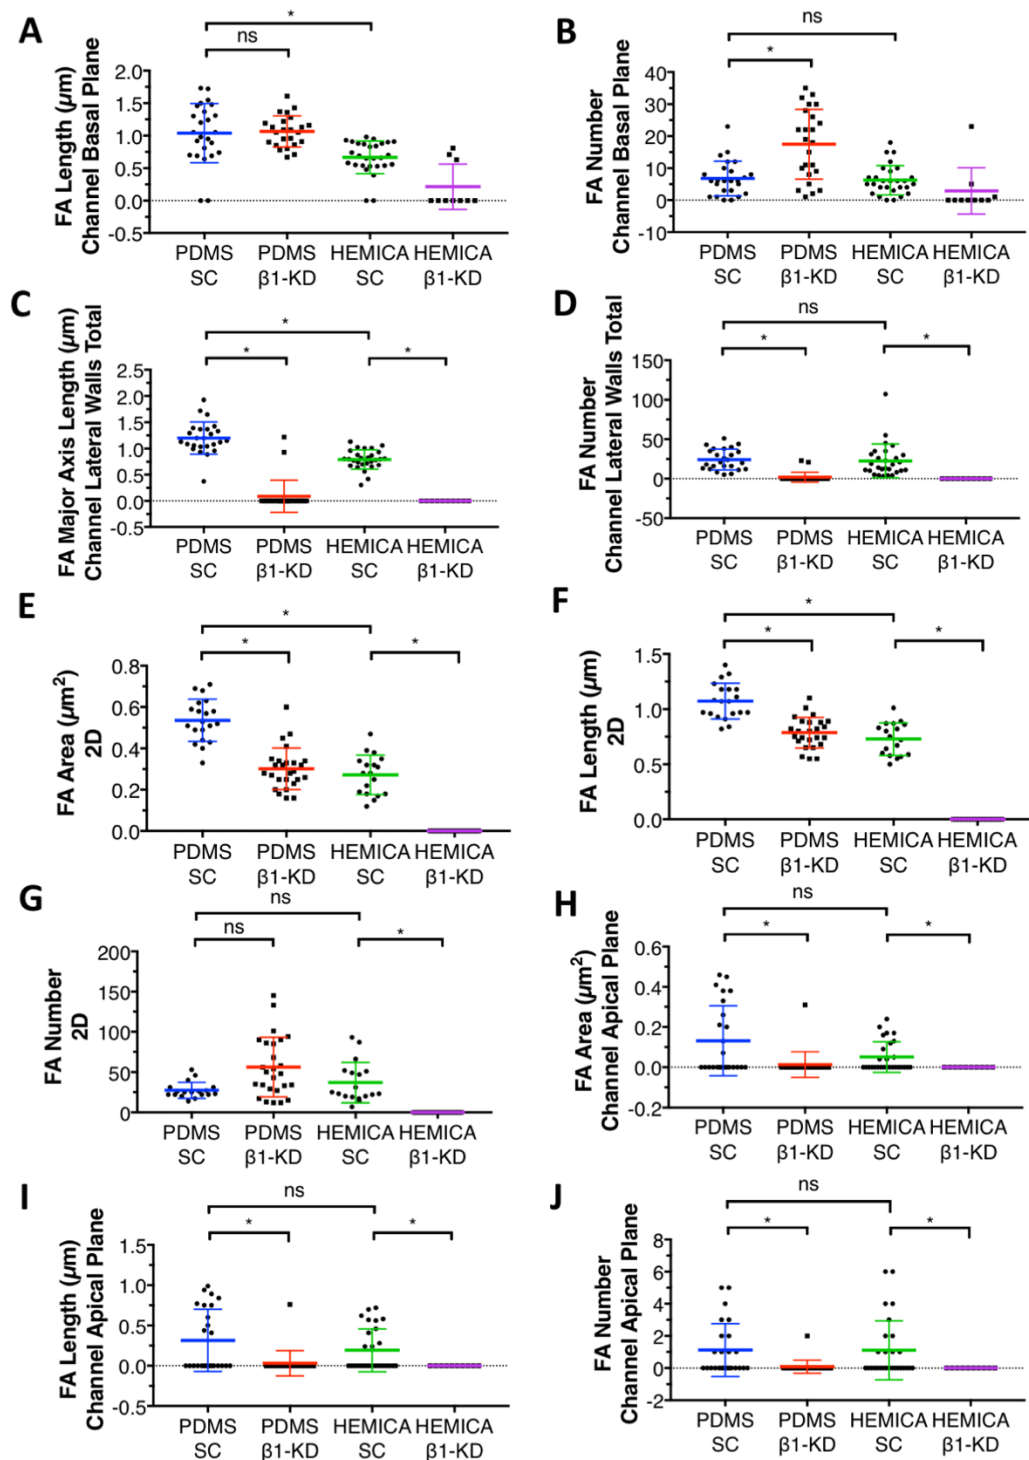 A
*
ns
FA Length (µm)
Channel Basal Plane
2.0
1.5
1.0
0.5
0.0
-0.5
PDMS PDMS HEMICA HEMICA
SC β1-KD SC β1-KD
B
ns
*
FA Number
Channel Basal Plane
40
30
20
10
0
-10
PDMS PDMS HEMICA HEMICA
SC β1-KD SC β1-KD
C
*
* *
FA Major Axis Length (µm)
Channel Lateral Walls Total
2.5
2.0
1.5
1.0
0.5
0.0
-0.5
PDMS PDMS HEMICA HEMICA
SC β1-KD SC β1-KD
D
ns
* *
FA Number
Channel Lateral Walls Total
150
100
50
0
-50
PDMS PDMS HEMICA HEMICA
SC β1-KD SC β1-KD
E
*
* *
FA Area (µm²)
2D
0.8
0.6
0.4
0.2
0.0
PDMS PDMS HEMICA HEMICA
SC β1-KD SC β1-KD
F
*
* *
FA Length (µm)
2D
1.5
1.0
0.5
0.0
PDMS PDMS HEMICA HEMICA
SC β1-KD SC β1-KD
G
ns
ns *
FA Number
2D
200
150
100
50
0
PDMS PDMS HEMICA HEMICA
SC β1-KD SC β1-KD
H
ns
* *
FA Area (µm²)
Channel Apical Plane
0.6
0.4
0.2
0.0
-0.2
PDMS PDMS HEMICA HEMICA
SC β1-KD SC β1-KD
I
ns
* *
FA Length (µm)
Channel Apical Plane
1.5
1.0
0.5
0.0
-0.5
PDMS PDMS HEMICA HEMICA
SC β1-KD SC β1-KD
J
ns
* *
FA Number
Channel Apical Plane
8
6
4
2
0
-2
PDMS PDMS HEMICA HEMICA
SC β1-KD SC β1-KD